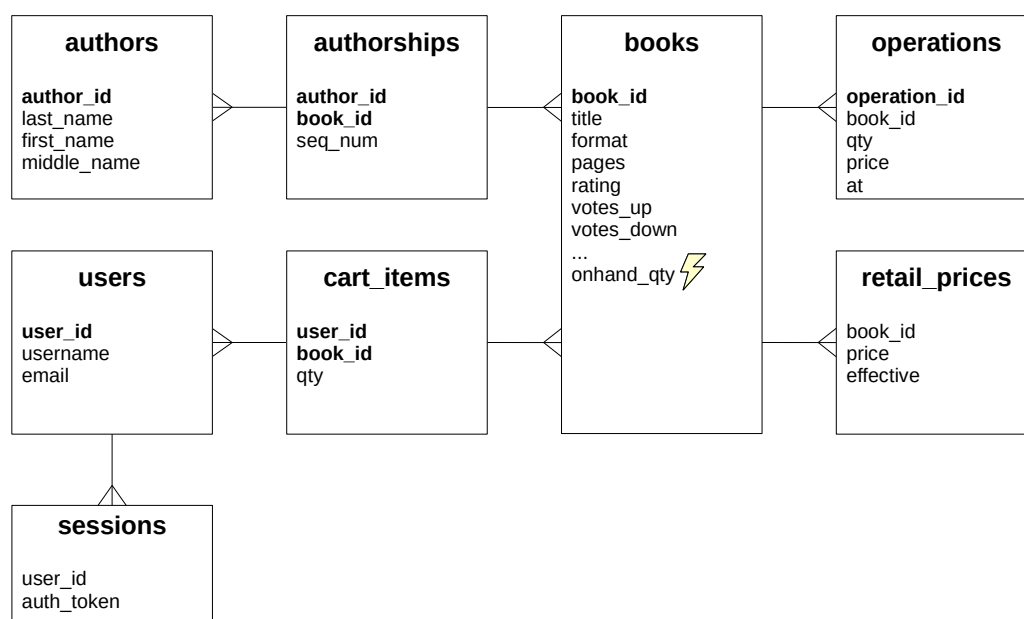 authors
author_id
last_name
first_name
middle_name
authorships
author_id
book_id
seq_num
books
book_id
title
format
pages
rating
votes_up
votes_down
...
onhand_qty
operations
operation_id
book_id
qty
price
at
users
user_id
username
email
cart_items
user_id
book_id
qty
retail_prices
book_id
price
effective
sessions
user_id
auth_token